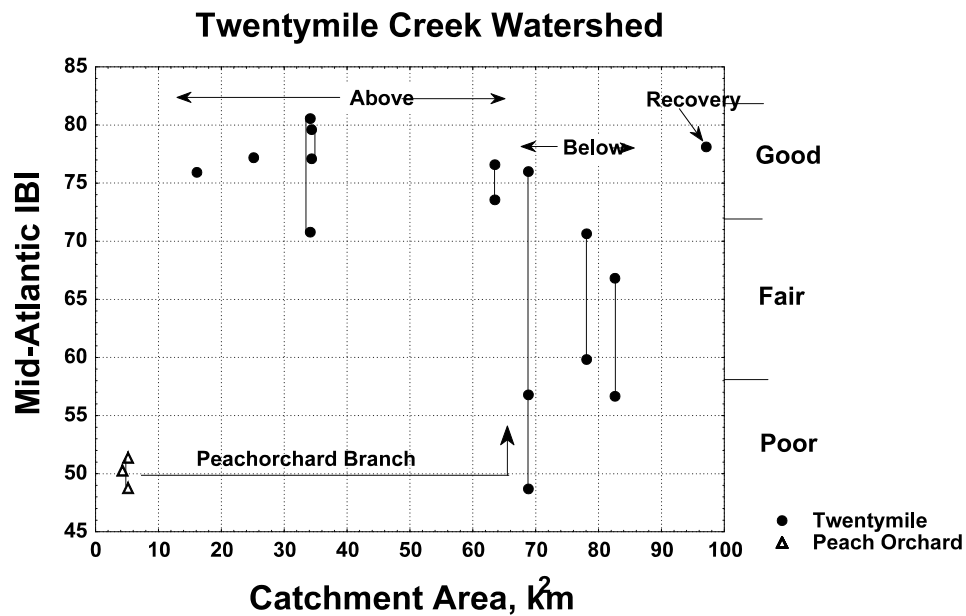 Twentymile Creek Watershed
Mid-Atlantic IBI
85
80
75
70
65
60
55
50
45
0 10 20 30 40 50 60 70 80 90 100
Above
Below
Recovery
Peachorchard Branch
Good
Fair
Poor
Twentymile
Peach Orchard
Catchment Area, k2m